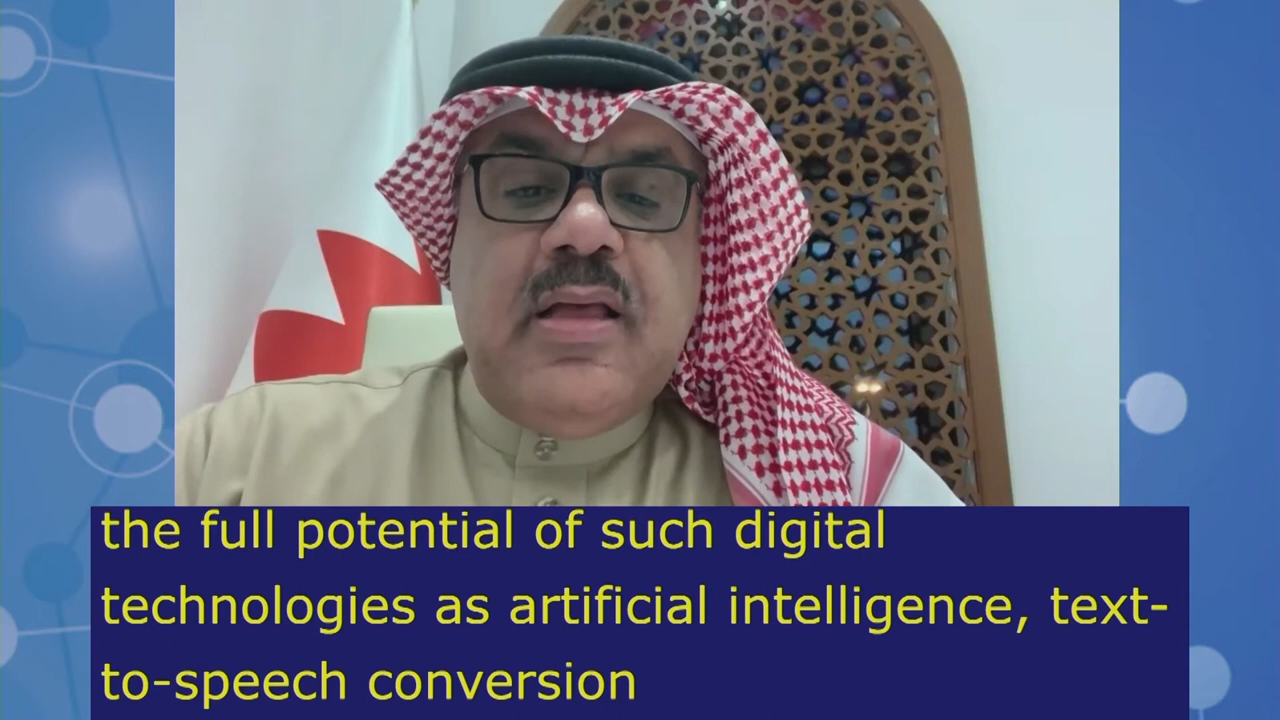 the full potential of such digital
technologies as artificial intelligence, text-
to-speech conversion